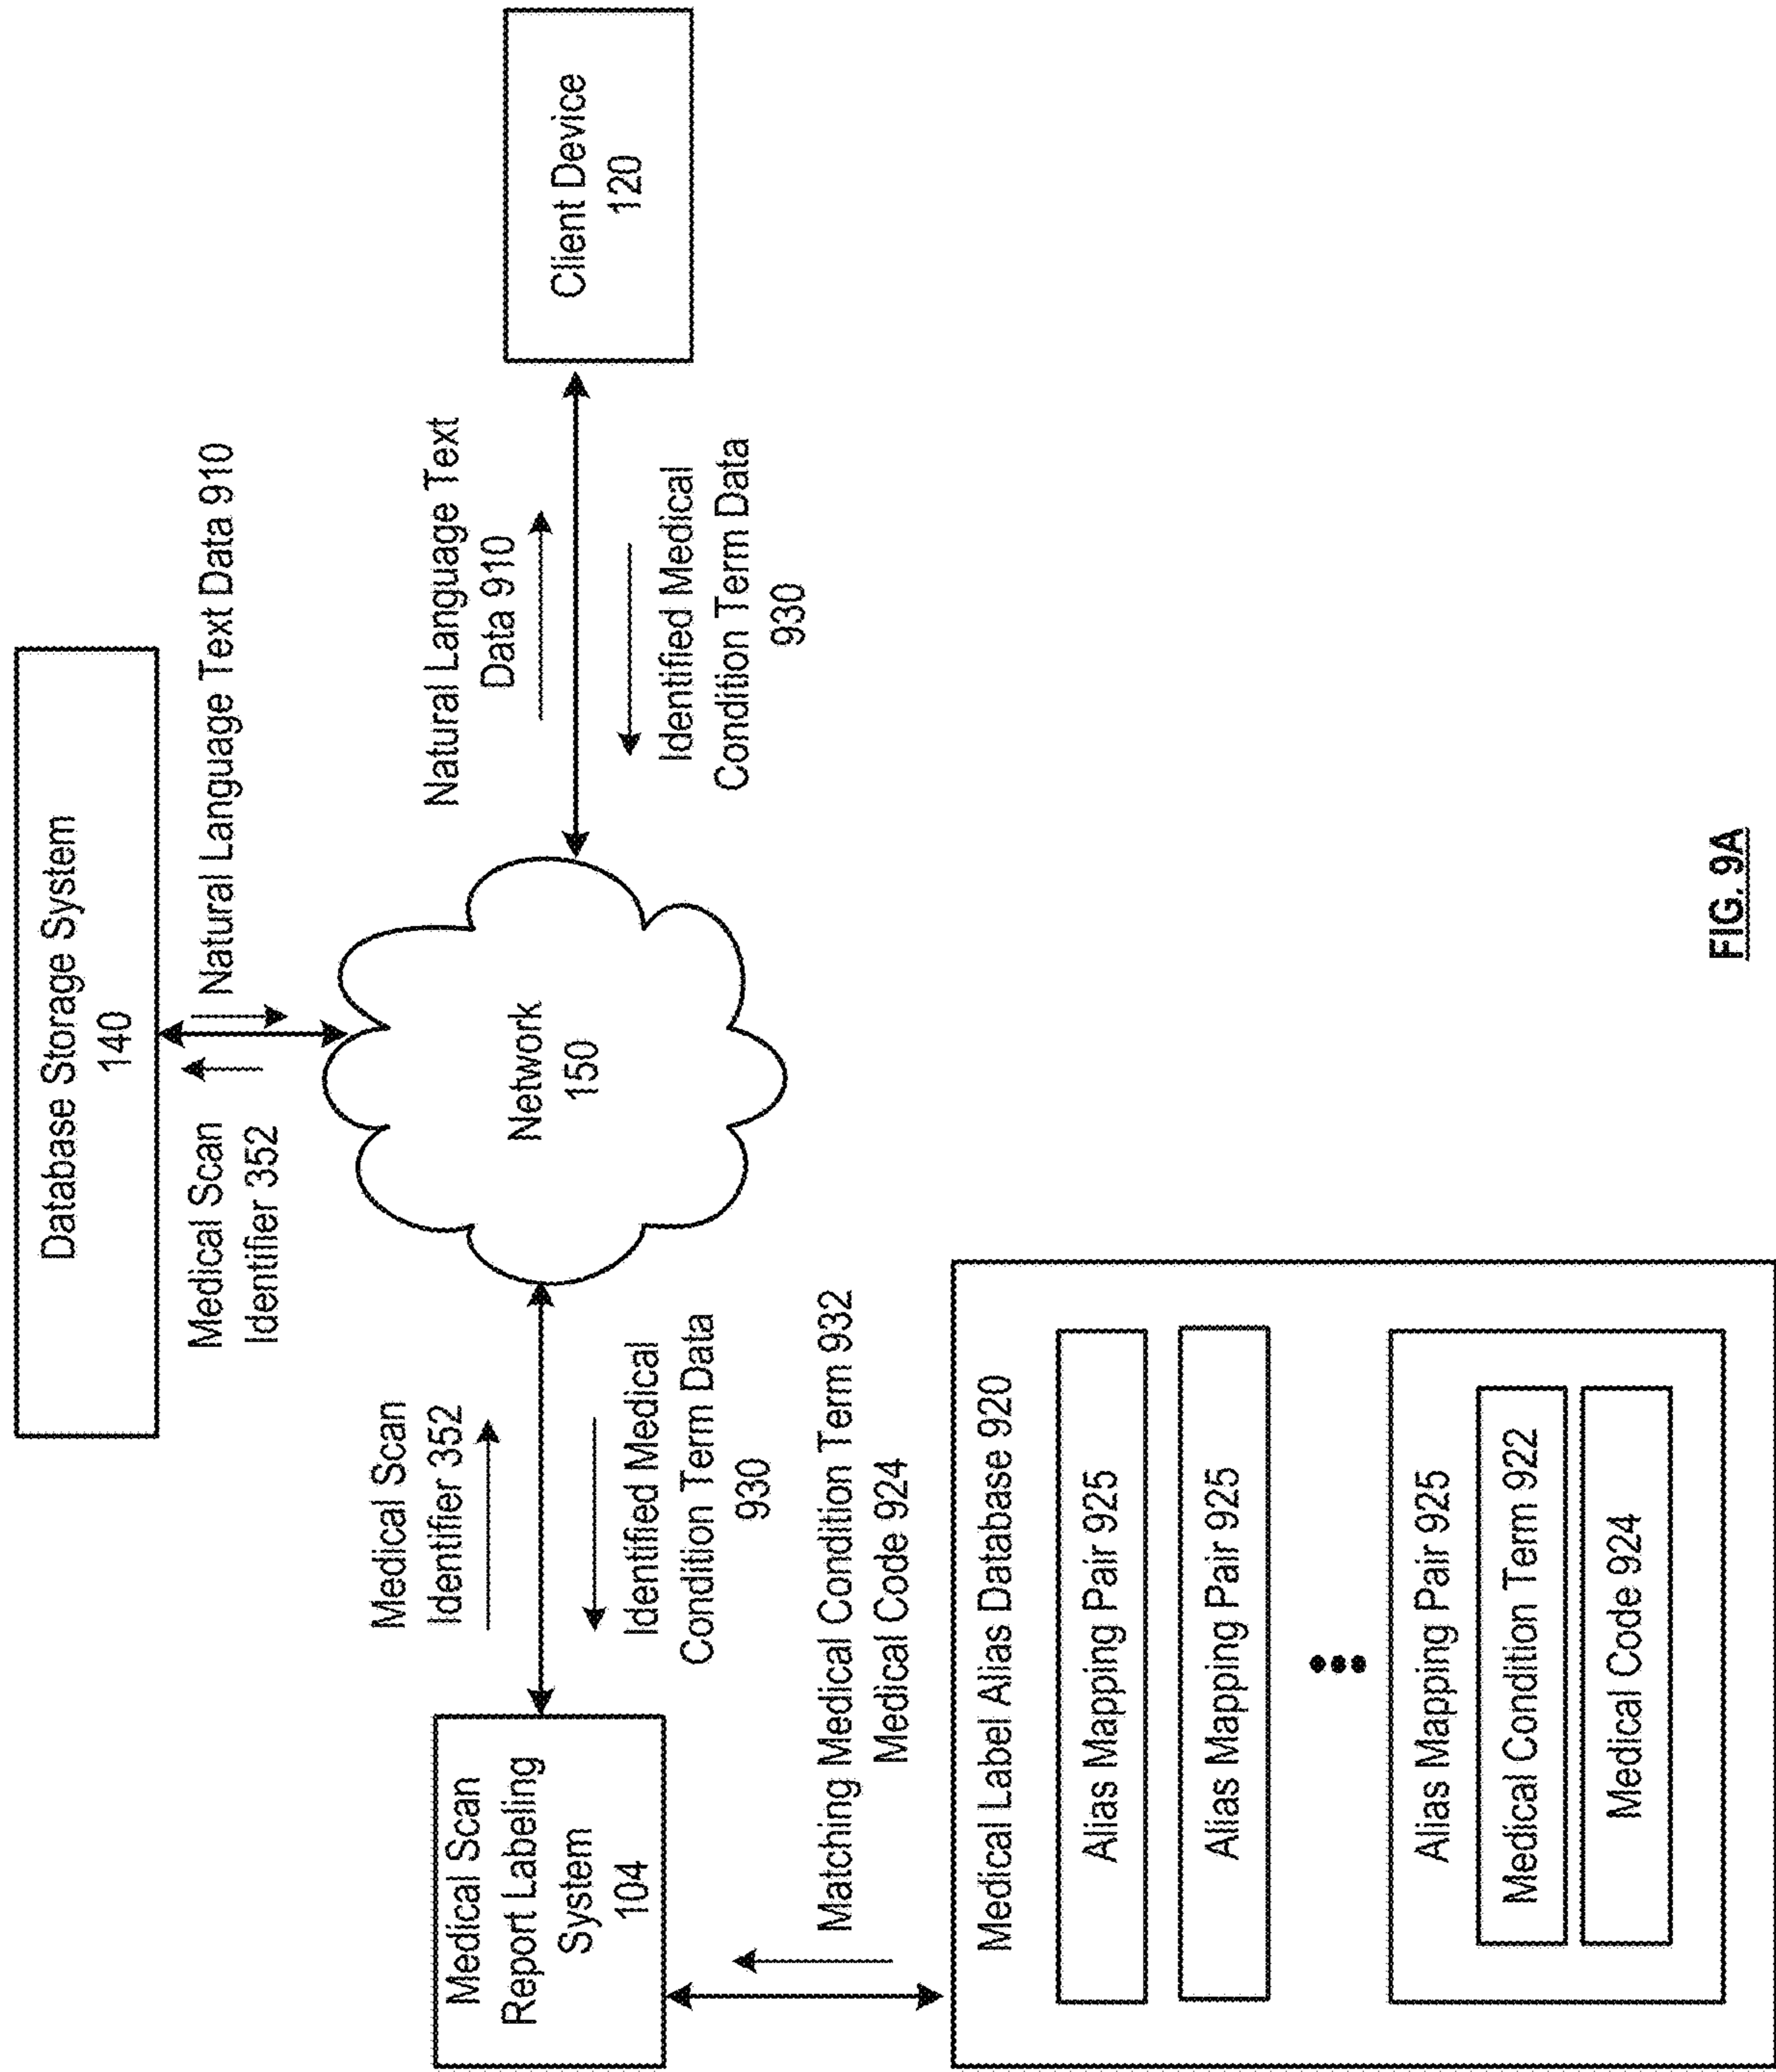 Database Storage System
140
Medical Scan
Identifier 352
Natural Language Text Data 910
Medical Scan
Report Labeling
System
104
Medical Scan
Identifier 352
Identified Medical
Condition Term Data
930
Network
150
Natural Language Text
Data 910
Identified Medical
Condition Term Data
930
Client Device
120
Matching Medical Condition Term 932
Medical Code 924
Medical Label Alias Database 920
Alias Mapping Pair 925
Alias Mapping Pair 925
Alias Mapping Pair 925
Medical Condition Term 922
Medical Code 924
FIG. 9A